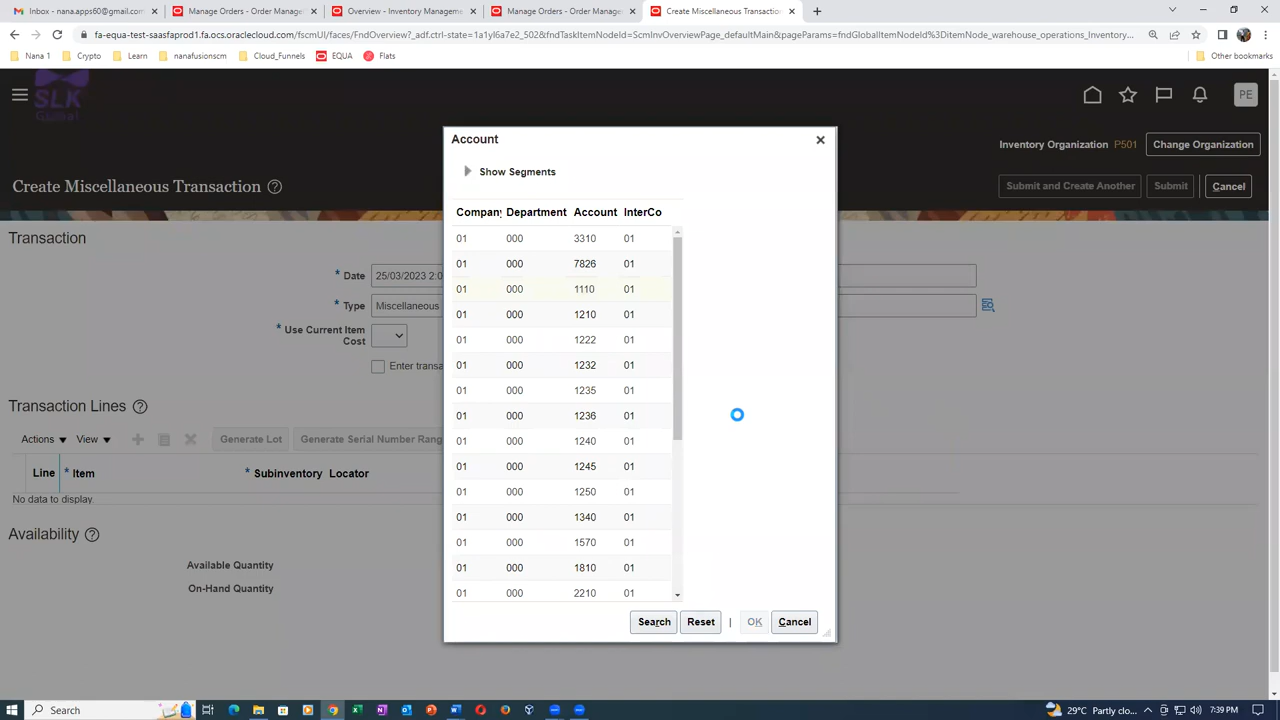 Inbox - nana.apps60@gmail.com
Manage Orders - Order Manage
Overview - Inventory Manageme
Manage Orders - Order Manage
Create Miscellaneous Transactio
fa-equa-test-saasfaprod1.fa.ocs.oraclecloud.com/fscmUI/faces/FndOverview?_adf.ctrl-state=1a1yl6a7e2_502&fndTaskItemNodeId=ScmInvOverviewPage_defaultMain&pageParams=fndGlobalItemNodeId%3DitemNode_warehouse_operations_Inventory...
Nana 1
Crypto
Learn
nanafusionscm
Cloud_Funnels
EQUA
Flats
Other bookmarks
SLK
Global
PE
Inventory Organization P501
Change Organization
Create Miscellaneous Transaction
Submit and Create Another
Submit
Cancel
Account
Show Segments
Company Department Account InterCo
01 000 3310 01
01 000 7826 01
01 000 1110 01
01 000 1210 01
01 000 1222 01
01 000 1232 01
01 000 1235 01
01 000 1236 01
01 000 1240 01
01 000 1245 01
01 000 1250 01
01 000 1340 01
01 000 1570 01
01 000 1810 01
01 000 2210 01
Search
Reset
OK
Cancel
Transaction
* Date 25/03/2023 2:0
* Type Miscellaneous
* Use Current Item
Cost
Enter transa
Transaction Lines
Actions
View
Generate Lot
Generate Serial Number Rang
Line * Item * Subinventory Locator
No data to display.
Availability
Available Quantity
On-Hand Quantity
Search
29°C Partly clo...
7:39 PM